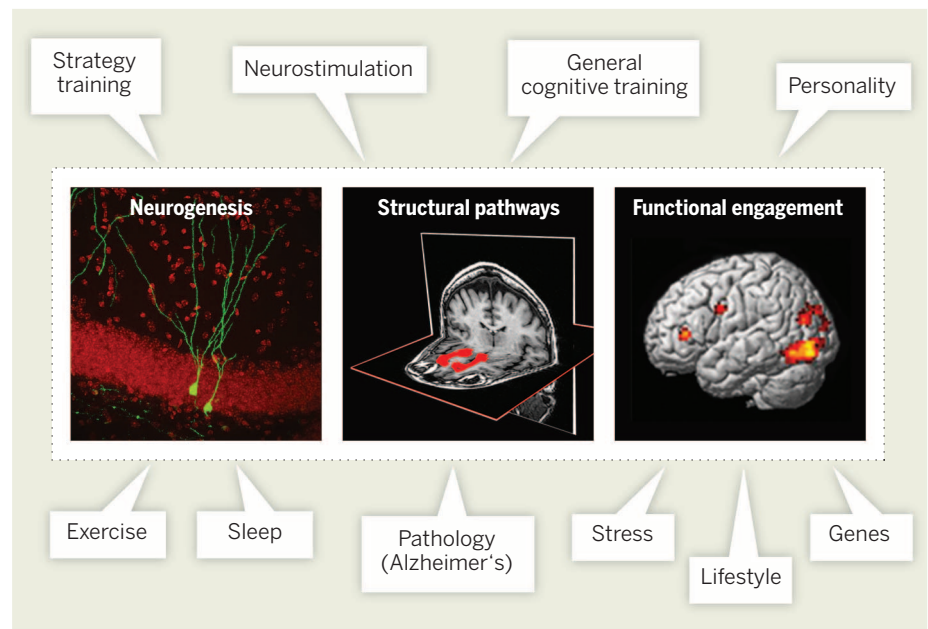 Strategy
training
Neurostimulation
General
cognitive training
Personality
Neurogenesis
Structural pathways
Functional engagement
Exercise
Sleep
Pathology
(Alzheimer‘s)
Stress
Lifestyle
Genes